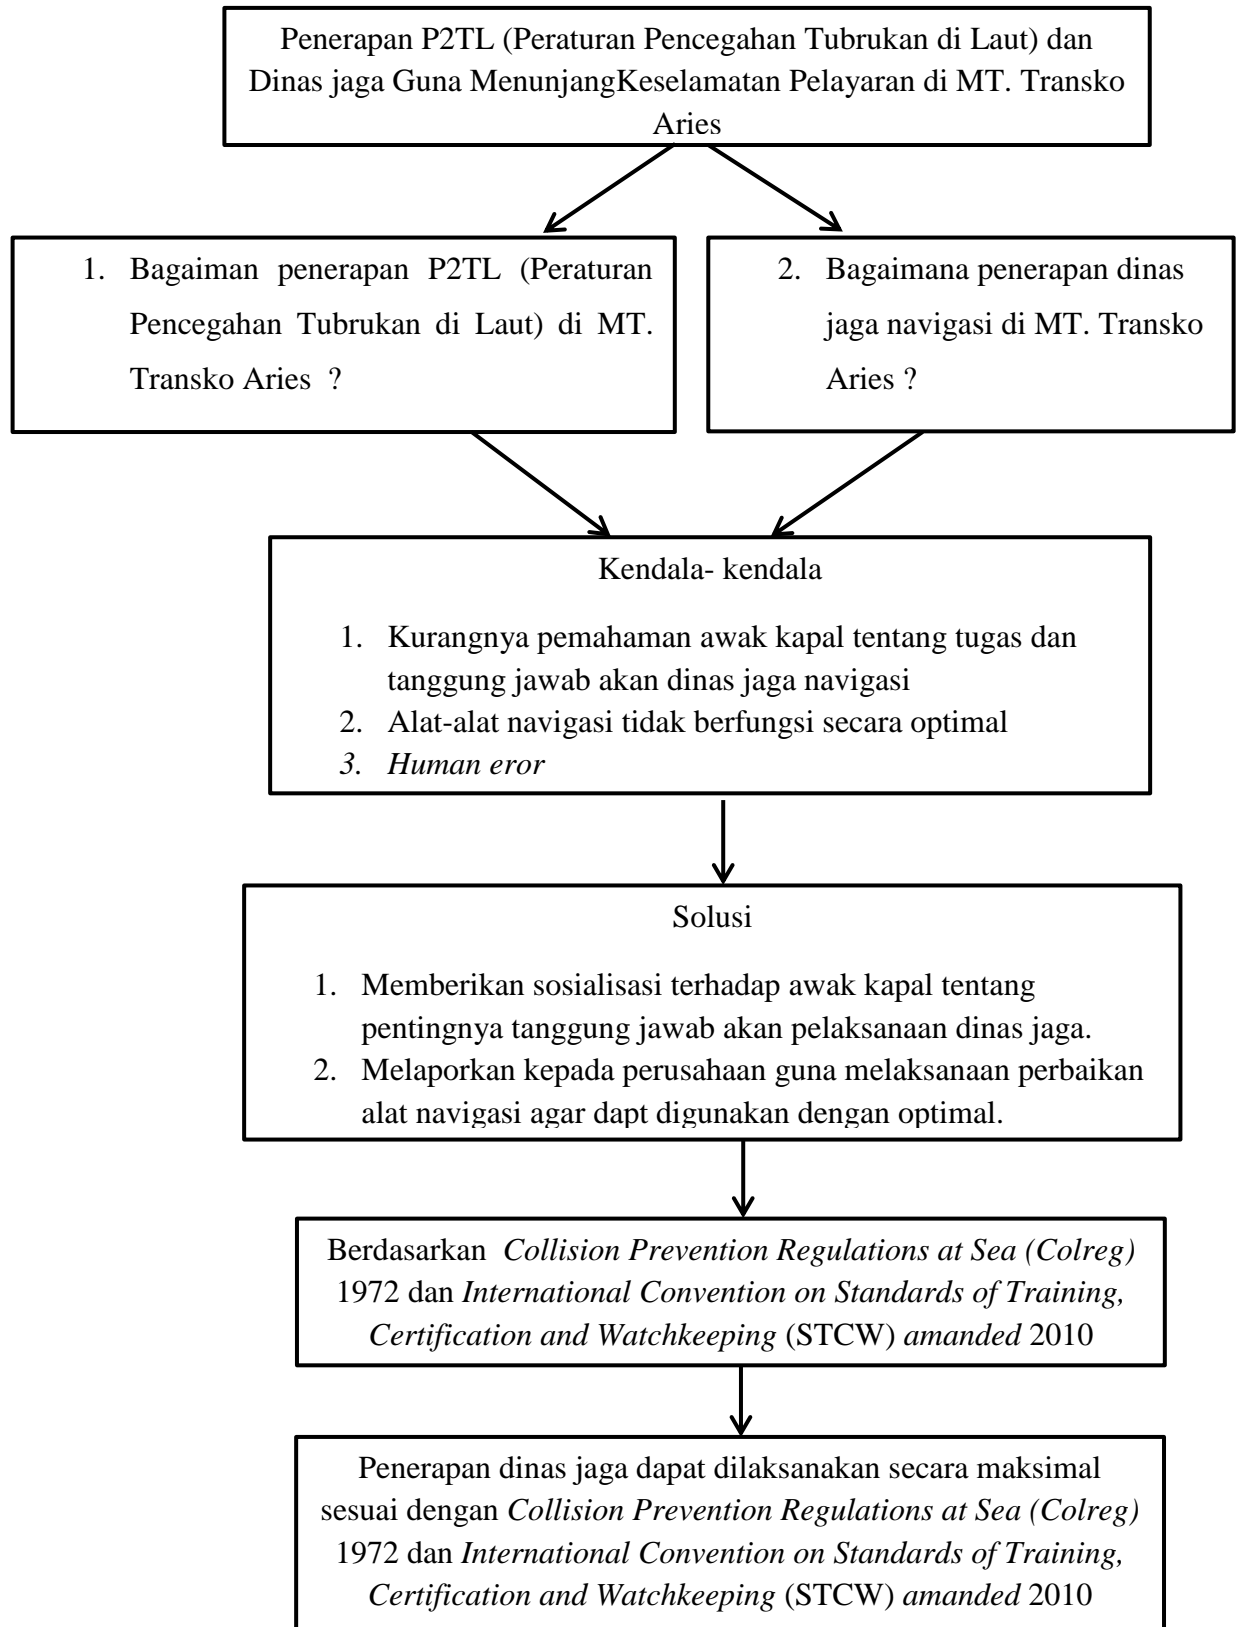 Penerapan P2TL (Peraturan Pencegahan Tubrukan di Laut) dan
Dinas jaga Guna MenunjangKeselamatan Pelayaran di MT. Transko
Aries
1. Bagaiman penerapan P2TL (Peraturan
Pencegahan Tubrukan di Laut) di MT.
Transko Aries ?
2. Bagaimana penerapan dinas
jaga navigasi di MT. Transko
Aries ?
Kendala- kendala
1. Kurangnya pemahaman awak kapal tentang tugas dan
tanggung jawab akan dinas jaga navigasi
2. Alat-alat navigasi tidak berfungsi secara optimal
3. Human eror
Solusi
1. Memberikan sosialisasi terhadap awak kapal tentang
pentingnya tanggung jawab akan pelaksanaan dinas jaga.
2. Melaporkan kepada perusahaan guna melaksanaan perbaikan
alat navigasi agar dapt digunakan dengan optimal.
Berdasarkan Collision Prevention Regulations at Sea (Colreg)
1972 dan International Convention on Standards of Training,
Certification and Watchkeeping (STCW) amanded 2010
Penerapan dinas jaga dapat dilaksanakan secara maksimal
sesuai dengan Collision Prevention Regulations at Sea (Colreg)
1972 dan International Convention on Standards of Training,
Certification and Watchkeeping (STCW) amanded 2010